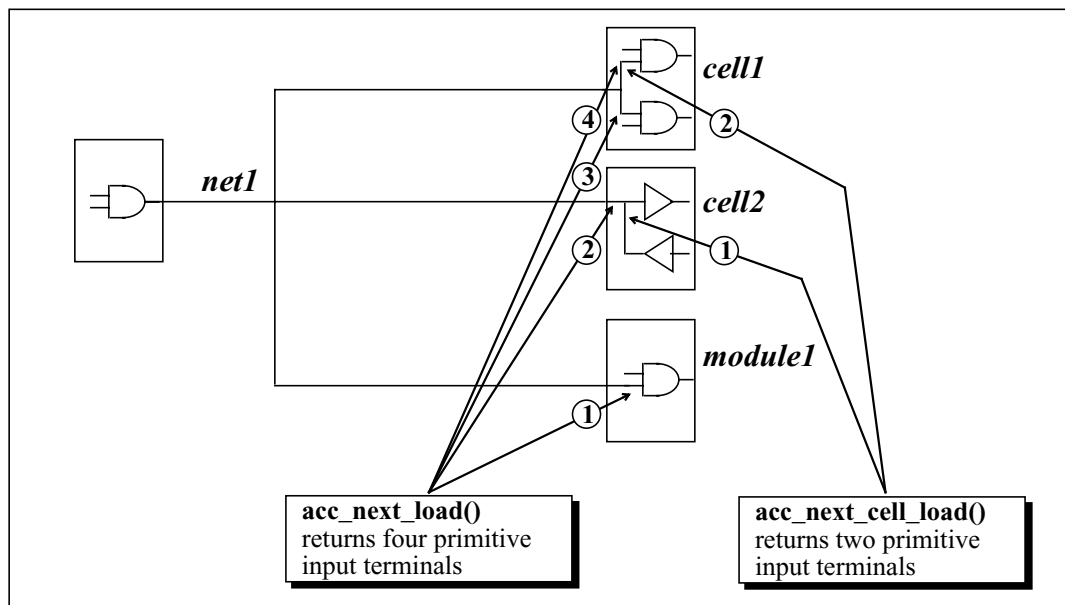 cell1
4
2
3
net1
cell2
2
1
module1
1
acc_next_load()
returns four primitive
input terminals
acc_next_cell_load()
returns two primitive
input terminals